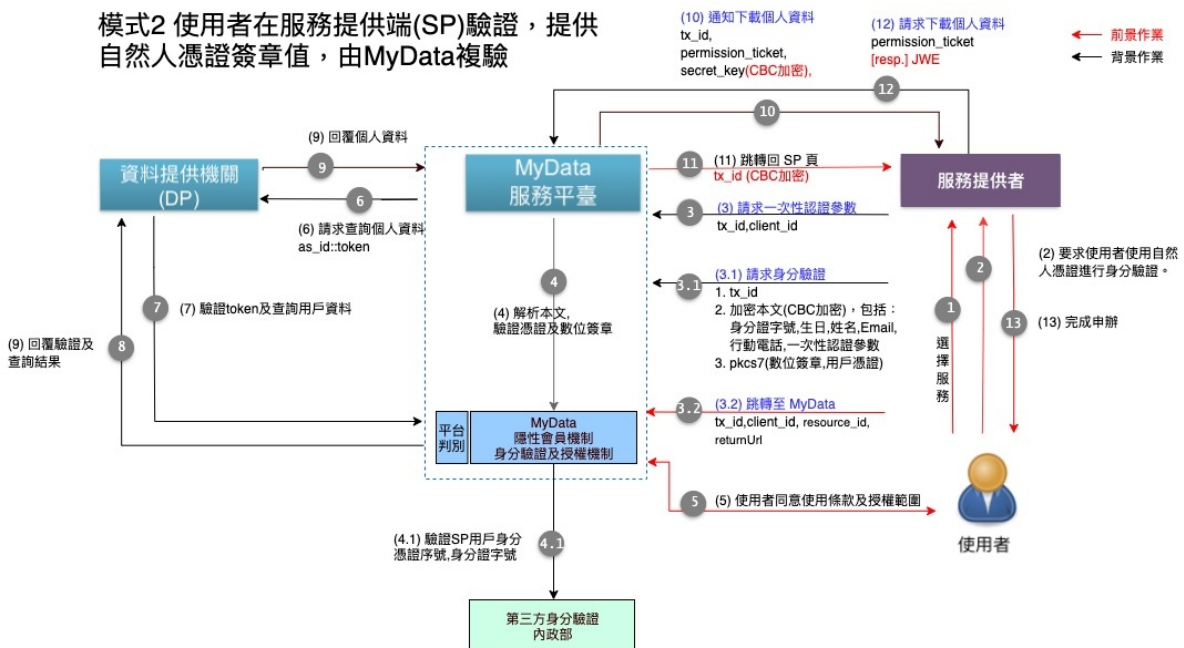 模式2 使用者在服務提供端(SP)驗證，提供
自然人憑證簽章值，由MyData複驗
(10) 通知下載個人資料
tx_id,
permission_ticket,
secret_key(CBC加密),
(12) 請求下載個人資料
permission_ticket
[resp.] JWE
前景作業
背景作業
12
10
(9) 回覆個人資料
9
資料提供機關
(DP)
6
(6) 請求查詢個人資料
as_id::token
MyData
服務平臺
11
(11) 跳轉回 SP 頁
tx_id (CBC加密)
服務提供者
3
(3) 請求一次性認證參數
tx_id,client_id
(2) 要求使用者使用自然
人憑證進行身分驗證。
2
1
選擇服務
13
(13) 完成申辦
3.1
(3.1) 請求身分驗證
1. tx_id
2. 加密本文(CBC加密)，包括：
身分證字號,生日,姓名,Email,
行動電話,一次性認證參數
3. pkcs7(數位簽章,用戶憑證)
4
(4) 解析本文,
驗證憑證及數位簽章
7
(7) 驗證token及查詢用戶資料
8
(9) 回覆驗證及
查詢結果
3.2
(3.2) 跳轉至 MyData
tx_id,client_id, resource_id,
returnUrl
平台
判別
MyData
隱性會員機制
身分驗證及授權機制
5
(5) 使用者同意使用條款及授權範圍
使用者
(4.1) 驗證SP用戶身分
憑證序號,身分證字號
4.1
第三方身分驗證
內政部